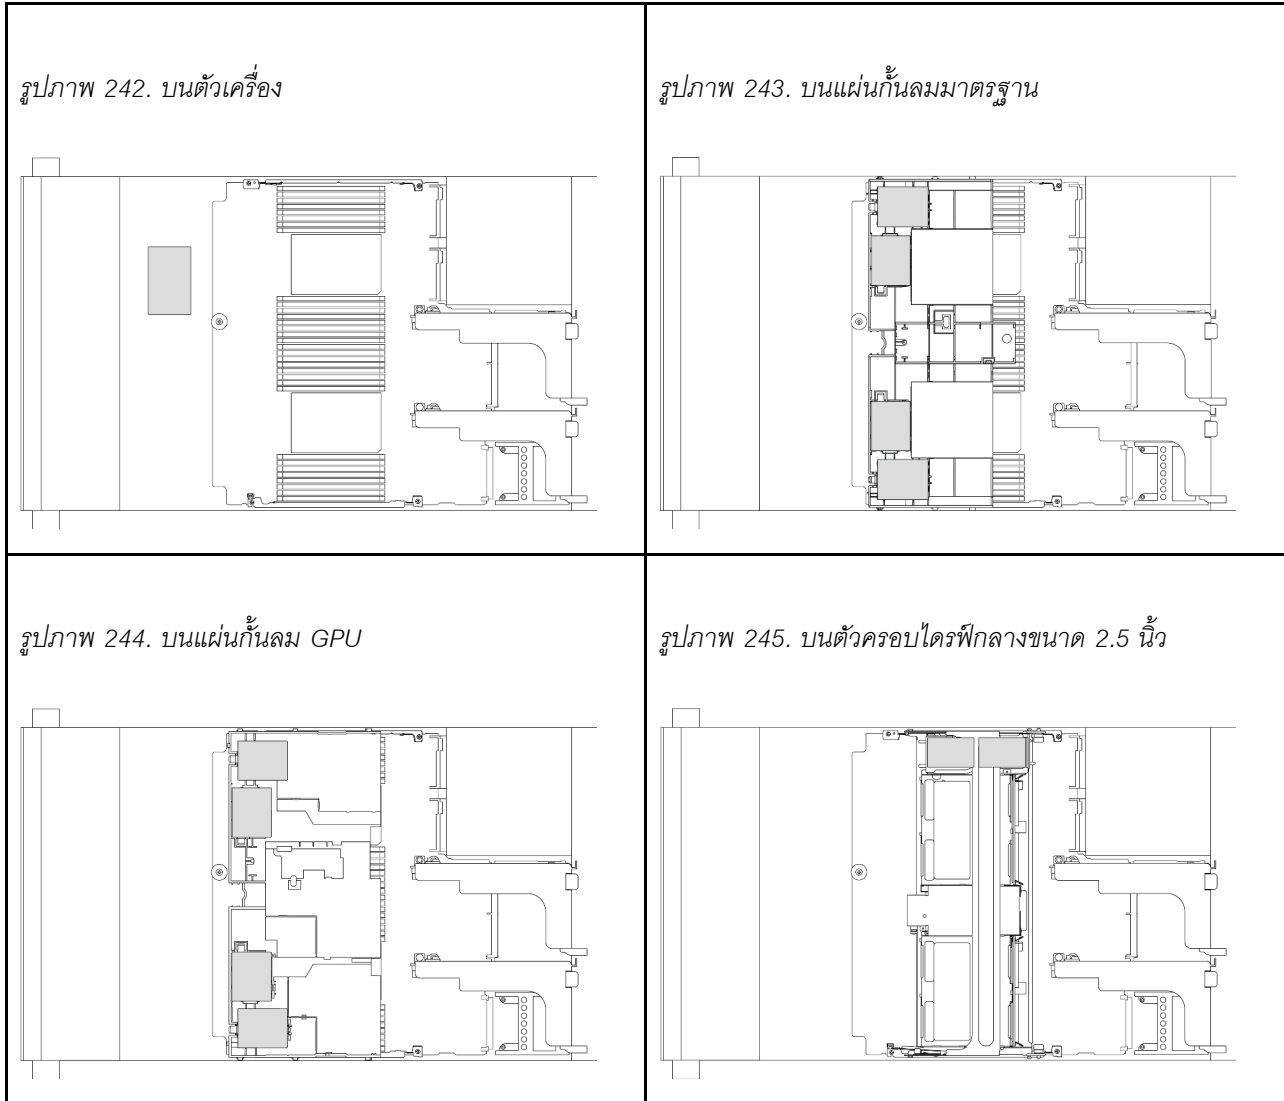 รูปภาพ 242. บนตัวเครื่อง
รูปภาพ 243. บนแผ่นกั้นลมมาตรฐาน
รูปภาพ 244. บนแผ่นกั้นลม GPU
รูปภาพ 245. บนตัวครอบไดรฟ์กลางขนาด 2.5 นิ้ว